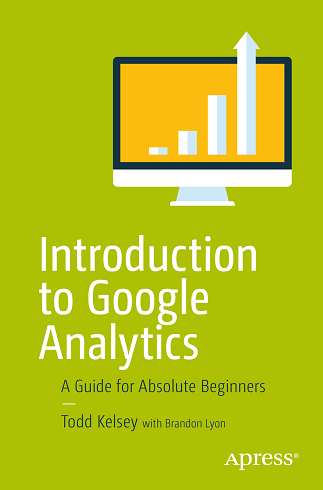 Introduction
to Google
Analytics
A Guide for Absolute Beginners
Todd Kelsey with Brandon Lyon
Apress®